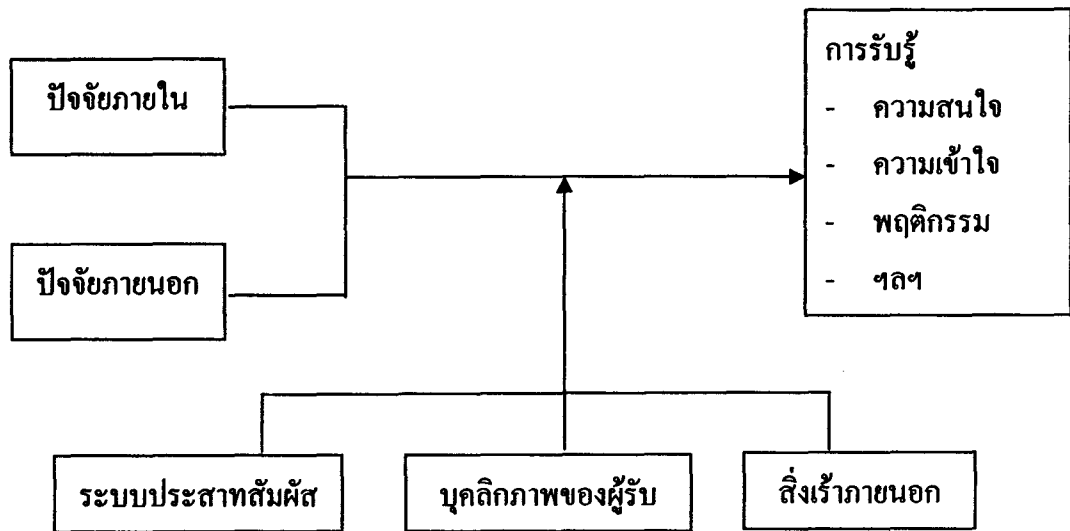 การรับรู้
ปัจจัยภายใน
- ความสนใจ
- ความเข้าใจ
- พฤติกรรม
ปัจจัยภายนอก
- ฯลฯ
ระบบประสาทสัมผัส
บุคลิกภาพของผู้รับ
สิ่งเร้าภายนอก